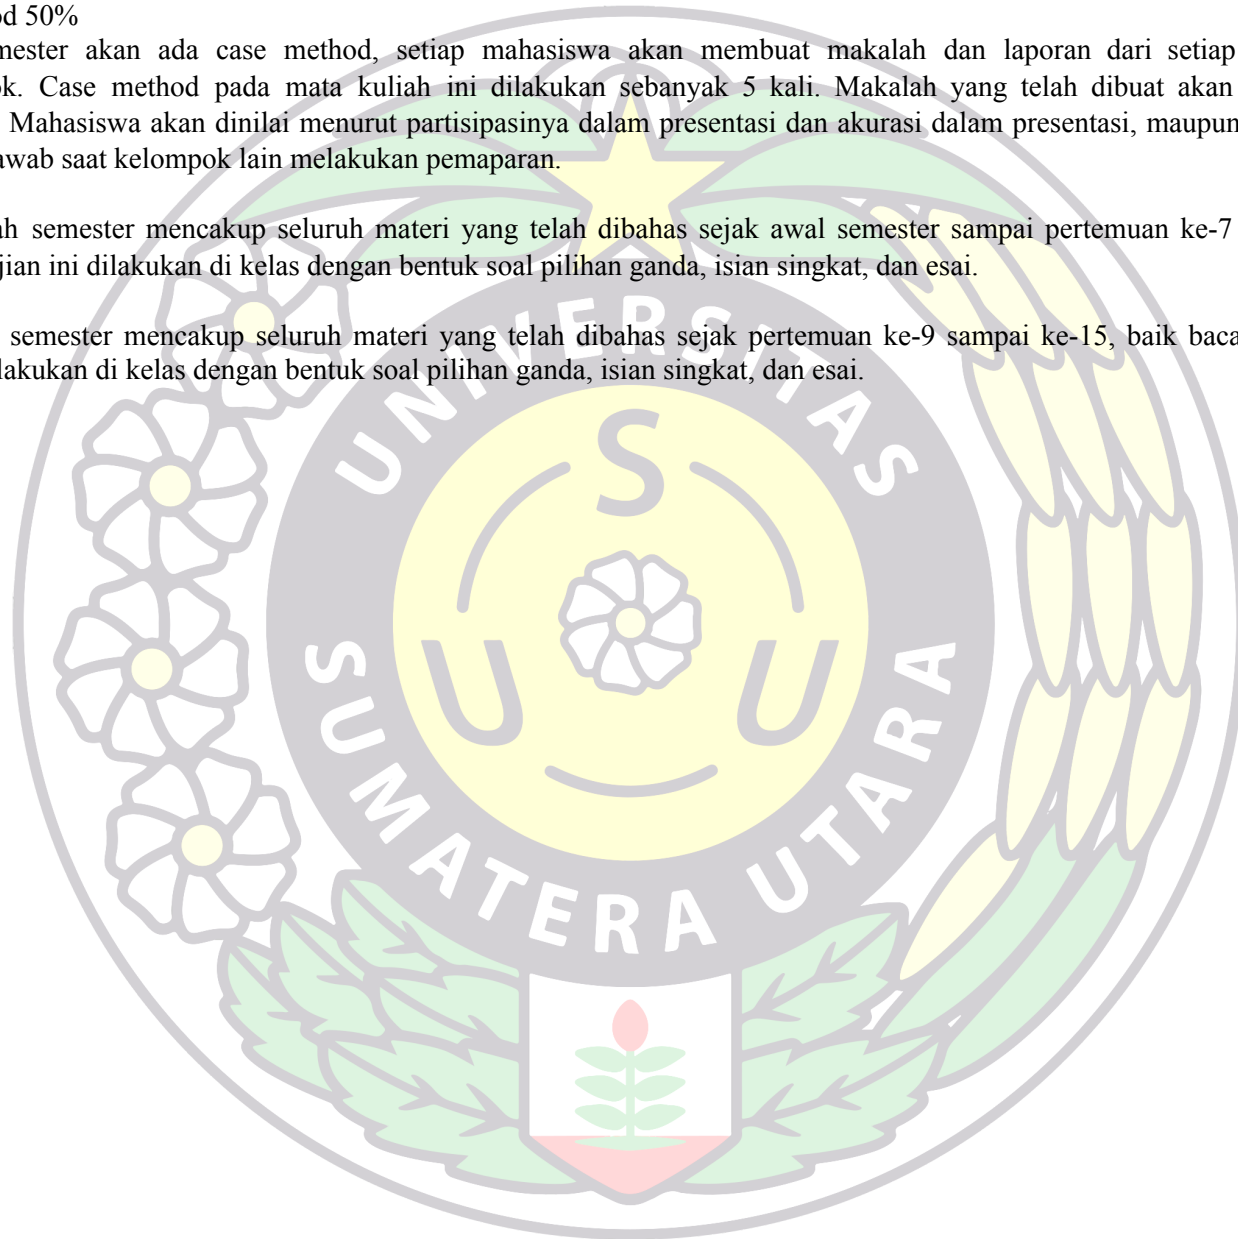 od 50%
mester akan ada case method, setiap mahasiswa akan membuat makalah dan laporan dari setiap
ok. Case method pada mata kuliah ini dilakukan sebanyak 5 kali. Makalah yang telah dibuat akan
Mahasiswa akan dinilai menurut partisipasinya dalam presentasi dan akurasi dalam presentasi, maupun
awab saat kelompok lain melakukan pemaparan.
ah semester mencakup seluruh materi yang telah dibahas sejak awal semester sampai pertemuan ke-7
jian ini dilakukan di kelas dengan bentuk soal pilihan ganda, isian singkat, dan esai.
semester mencakup seluruh materi yang telah dibahas sejak pertemuan ke-9 sampai ke-15, baik baca
lakukan di kelas dengan bentuk soal pilihan ganda, isian singkat, dan esai.
UNIVERSITAS
S
U U
SUMATERA UTARA